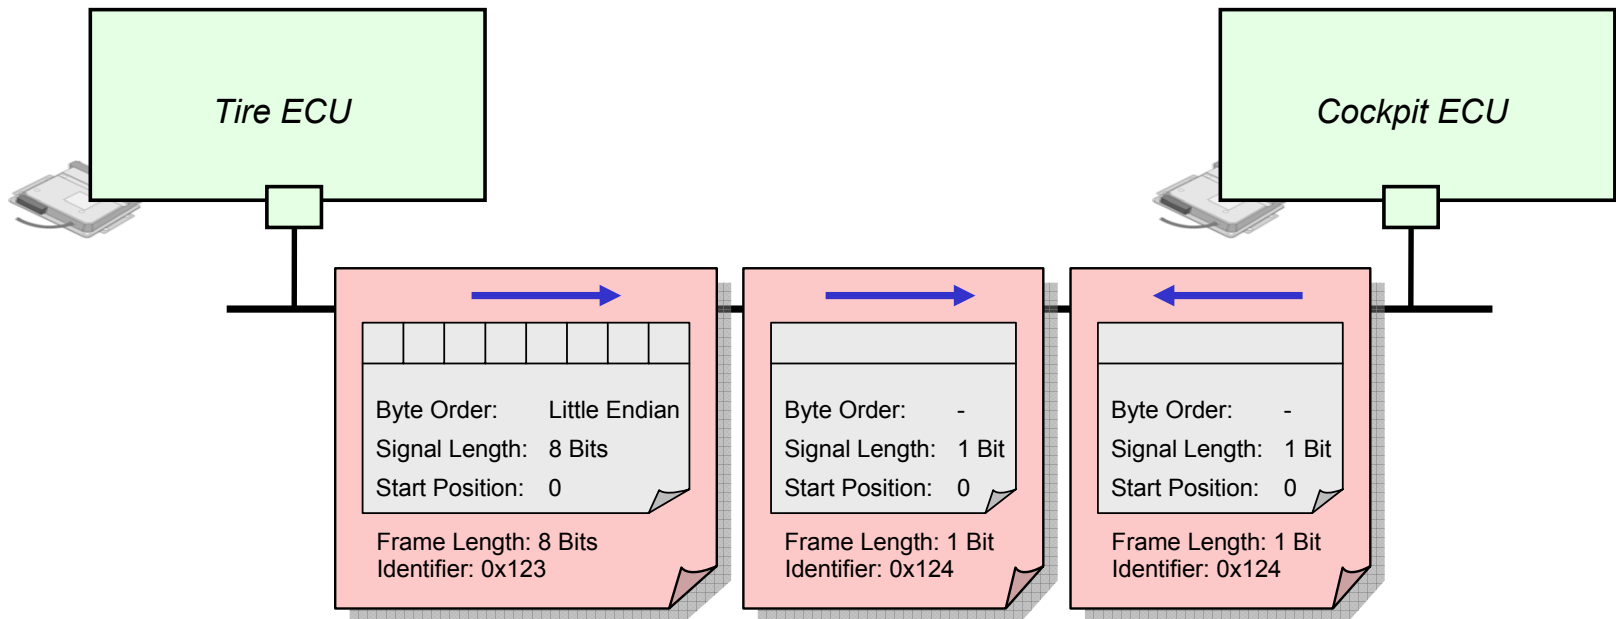 Tire ECU
Cockpit ECU
Byte Order: Little Endian
Signal Length: 8 Bits
Start Position: 0
Frame Length: 8 Bits
Identifier: 0x123
Byte Order: -
Signal Length: 1 Bit
Start Position: 0
Frame Length: 1 Bit
Identifier: 0x124
Byte Order: -
Signal Length: 1 Bit
Start Position: 0
Frame Length: 1 Bit
Identifier: 0x124